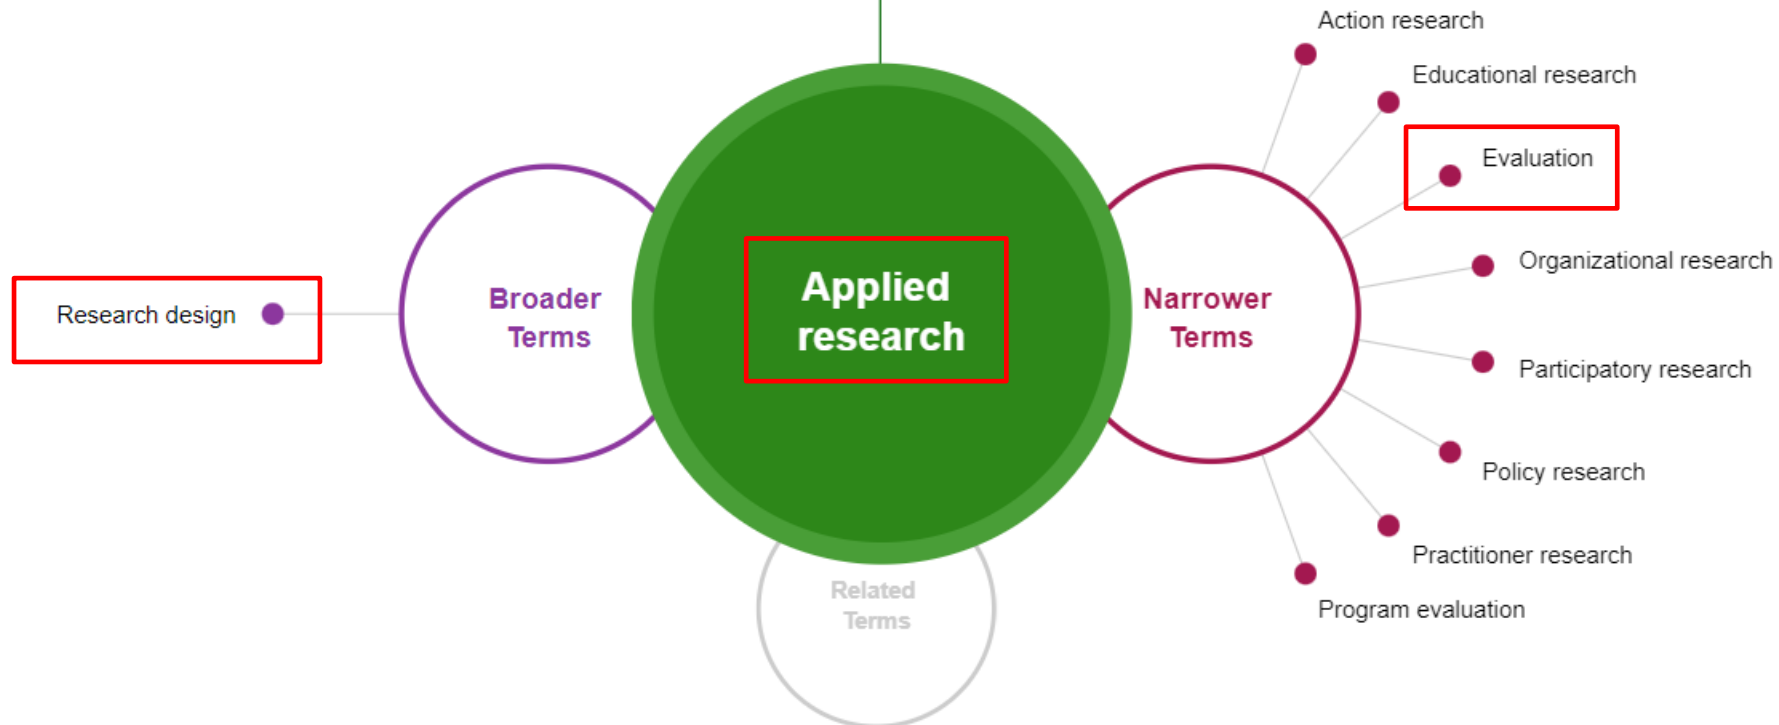 Action research
Educational research
Evaluation
Organizational research
Participatory research
Policy research
Practitioner research
Program evaluation
Narrower
Terms
Applied
research
Broader
Terms
Research design
Related
Terms